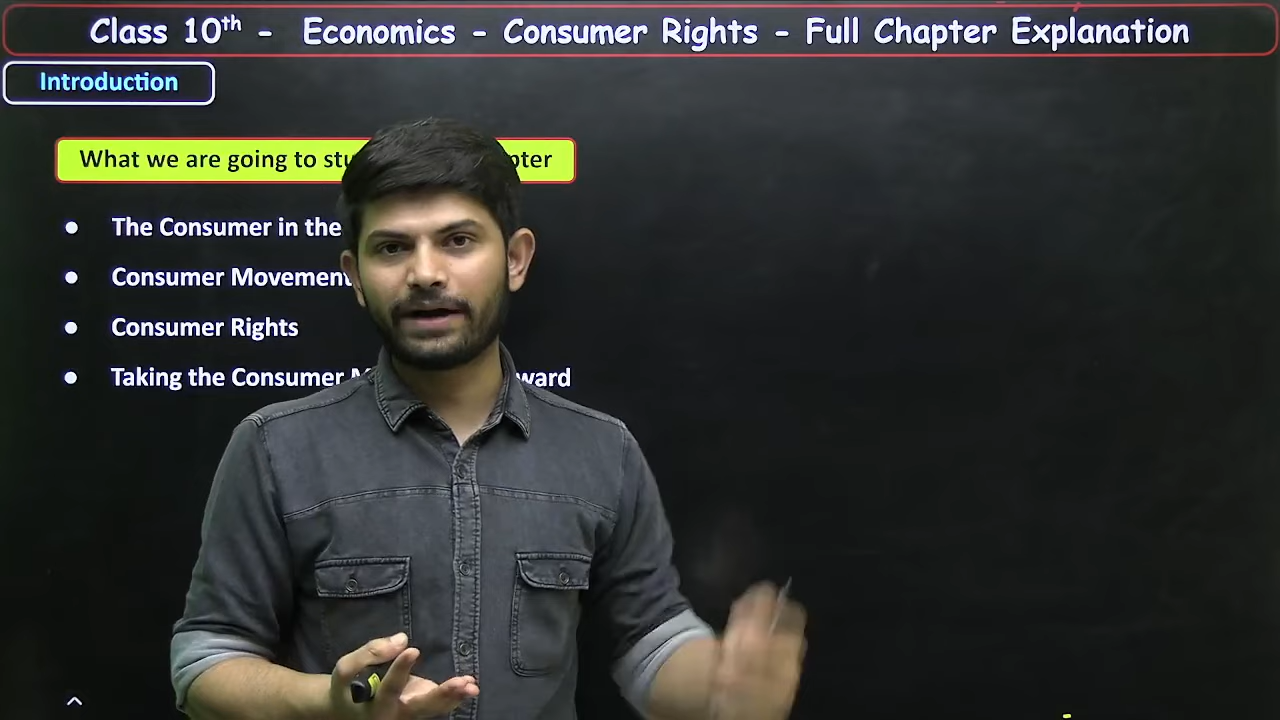 Class 10th - Economics - Consumer Rights - Full Chapter Explanation
Introduction
What we are going to
● The Consumer in the
● Consumer Movement
● Consumer Rights
● Taking the Consumer